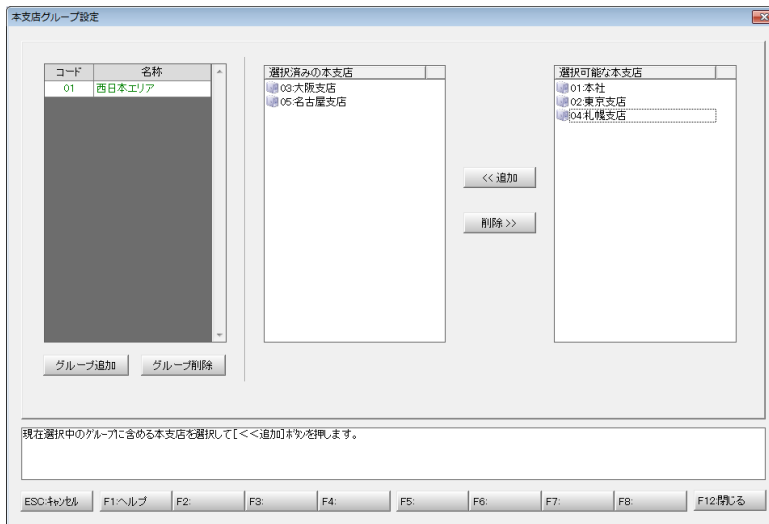 本支店グループ設定
コード 名称
01 西日本エリア
選択済みの本支店
03:大阪支店
05:名古屋支店
<< 追加
削除 >>
選択可能な本支店
01:本社
02:東京支店
04:札幌支店
グループ追加 グループ削除
現在選択中のｸﾞﾙｰﾌﾟに含める本支店を選択して[<<追加]ﾎﾞﾀﾝを押します。
ESC:ｷｬﾝｾﾙ F1:ヘルプ F2: F3: F4: F5: F6: F7: F8: F12:閉じる